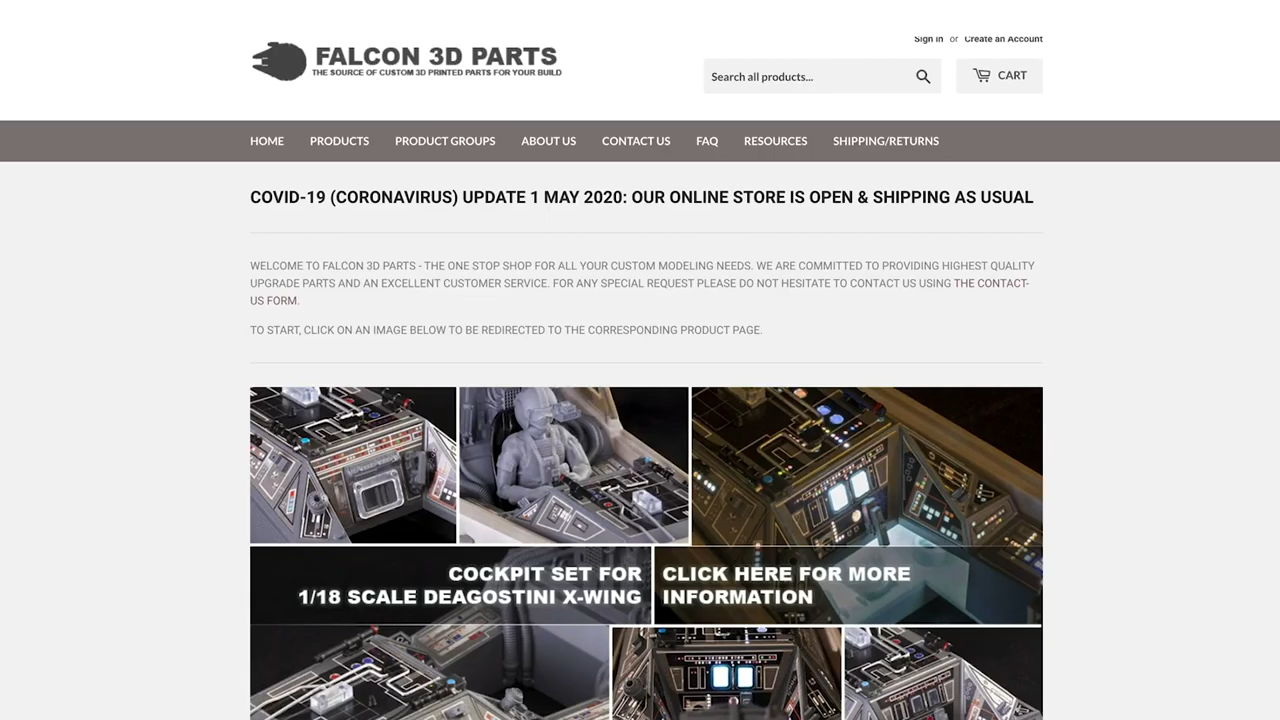 Sign in or Create an Account
FALCON 3D PARTS
THE SOURCE OF CUSTOM 3D PRINTED PARTS FOR YOUR BUILD
Search all products...
CART
HOME PRODUCTS PRODUCT GROUPS ABOUT US CONTACT US FAQ RESOURCES SHIPPING/RETURNS
COVID-19 (CORONAVIRUS) UPDATE 1 MAY 2020: OUR ONLINE STORE IS OPEN & SHIPPING AS USUAL
WELCOME TO FALCON 3D PARTS - THE ONE STOP SHOP FOR ALL YOUR CUSTOM MODELING NEEDS. WE ARE COMMITTED TO PROVIDING HIGHEST QUALITY
UPGRADE PARTS AND AN EXCELLENT CUSTOMER SERVICE. FOR ANY SPECIAL REQUEST PLEASE DO NOT HESITATE TO CONTACT US USING THE CONTACT-
US FORM.
TO START, CLICK ON AN IMAGE BELOW TO BE REDIRECTED TO THE CORRESPONDING PRODUCT PAGE.
COCKPIT SET FOR
1/18 SCALE DEAGOSTINI X-WING
CLICK HERE FOR MORE
INFORMATION